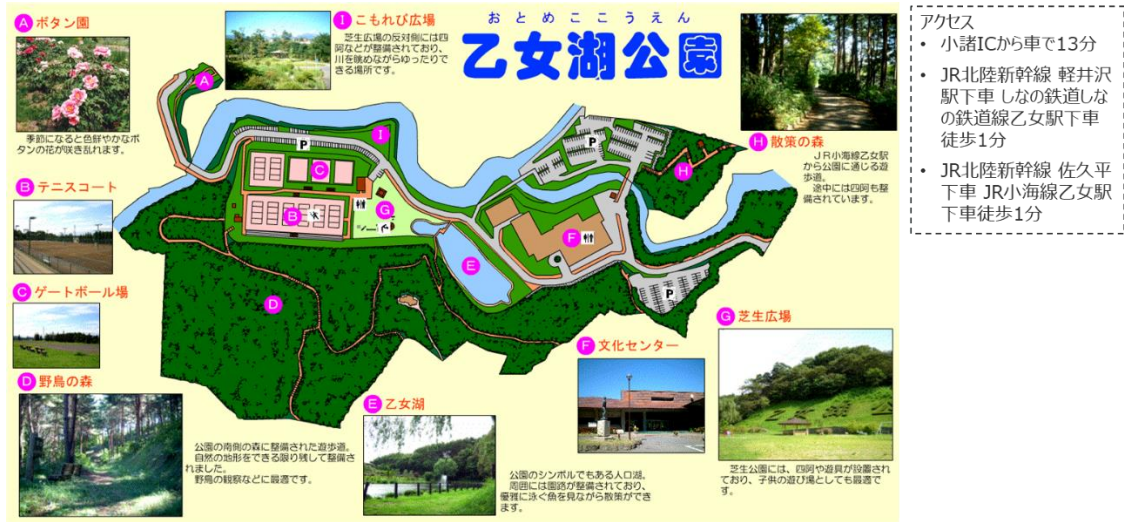 A ボタン園
季節になると色鮮やかなボ
タンの花が咲き乱れます。
B テニスコート
C ゲートボール場
D 野鳥の森
公園の南側の森に整備された遊歩道。
自然の地形をできる限り残して整備さ
れました。
野鳥の観察などに最適です。
I こもれび広場
芝生広場の反対側には四
阿などが整備されており、
川を眺めながらゆったりで
きる場所です。
おとめここうえん
乙女湖公園
H 散策の森
JR小海線乙女駅
から公園に通じる遊
歩道。
途中には四阿も整
備されています。
A
I
P
C
B
G
P
H
F
E
D
P
E 乙女湖
公園のシンボルでもある人口湖。
周囲には園路が整備されており、
優雅に泳ぐ魚を見ながら散策ができ
ます。
F 文化センター
G 芝生広場
芝生公園には、四阿や遊具が設置され
ており、子供の遊び場としても最適で
す。
アクセス
• 小諸ICから車で13分
• JR北陸新幹線 軽井沢
駅下車 しなの鉄道しな
の鉄道線乙女駅下車
徒歩1分
• JR北陸新幹線 佐久平
下車 JR小海線乙女駅
下車徒歩1分